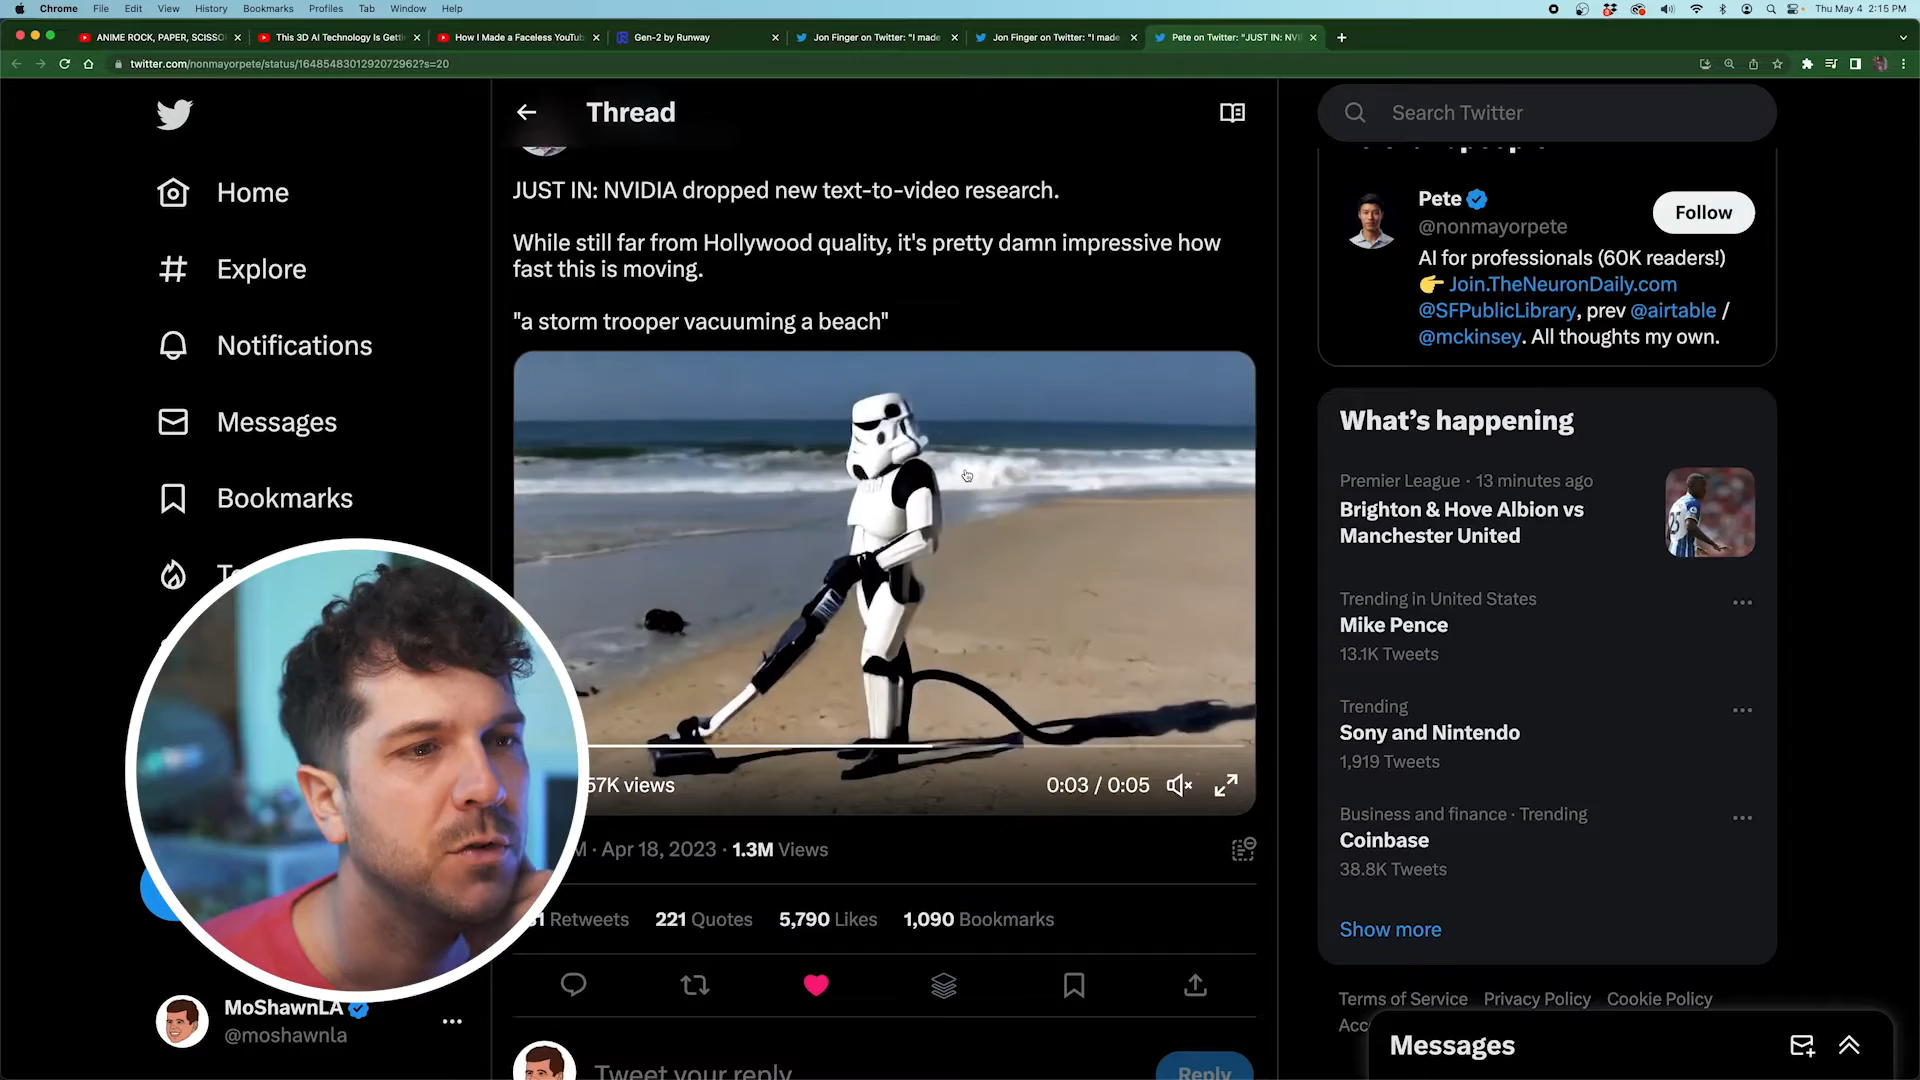 Chrome File Edit View History Bookmarks Profiles Tab Window Help
Thu May 4 2:15 PM
ANIME ROCK, PAPER, SCISSO
This 3D AI Technology Is Getti
How I Made a Faceless YouTub
Gen-2 by Runway
Jon Finger on Twitter: "I made
Jon Finger on Twitter: "I made
Pete on Twitter: "JUST IN: NVI
twitter.com/nonmayorpete/status/1648548301292072962?s=20
Home
Explore
Notifications
Messages
Bookmarks
MoShawnLA
@moshawnla
Thread
JUST IN: NVIDIA dropped new text-to-video research.
While still far from Hollywood quality, it's pretty damn impressive how
fast this is moving.
"a storm trooper vacuuming a beach"
57K views
0:03 / 0:05
M · Apr 18, 2023 · 1.3M Views
Retweets 221 Quotes 5,790 Likes 1,090 Bookmarks
Tweet your reply
Reply
Search Twitter
Pete
@nonmayorpete
Follow
AI for professionals (60K readers!)
👉 Join.TheNeuronDaily.com
@SFPublicLibrary, prev @airtable /
@mckinsey. All thoughts my own.
What's happening
Premier League · 13 minutes ago
Brighton & Hove Albion vs
Manchester United
25
Trending in United States
Mike Pence
13.1K Tweets
Trending
Sony and Nintendo
1,919 Tweets
Business and finance · Trending
Coinbase
38.8K Tweets
Show more
Terms of Service Privacy Policy Cookie Policy
Acc
Messages